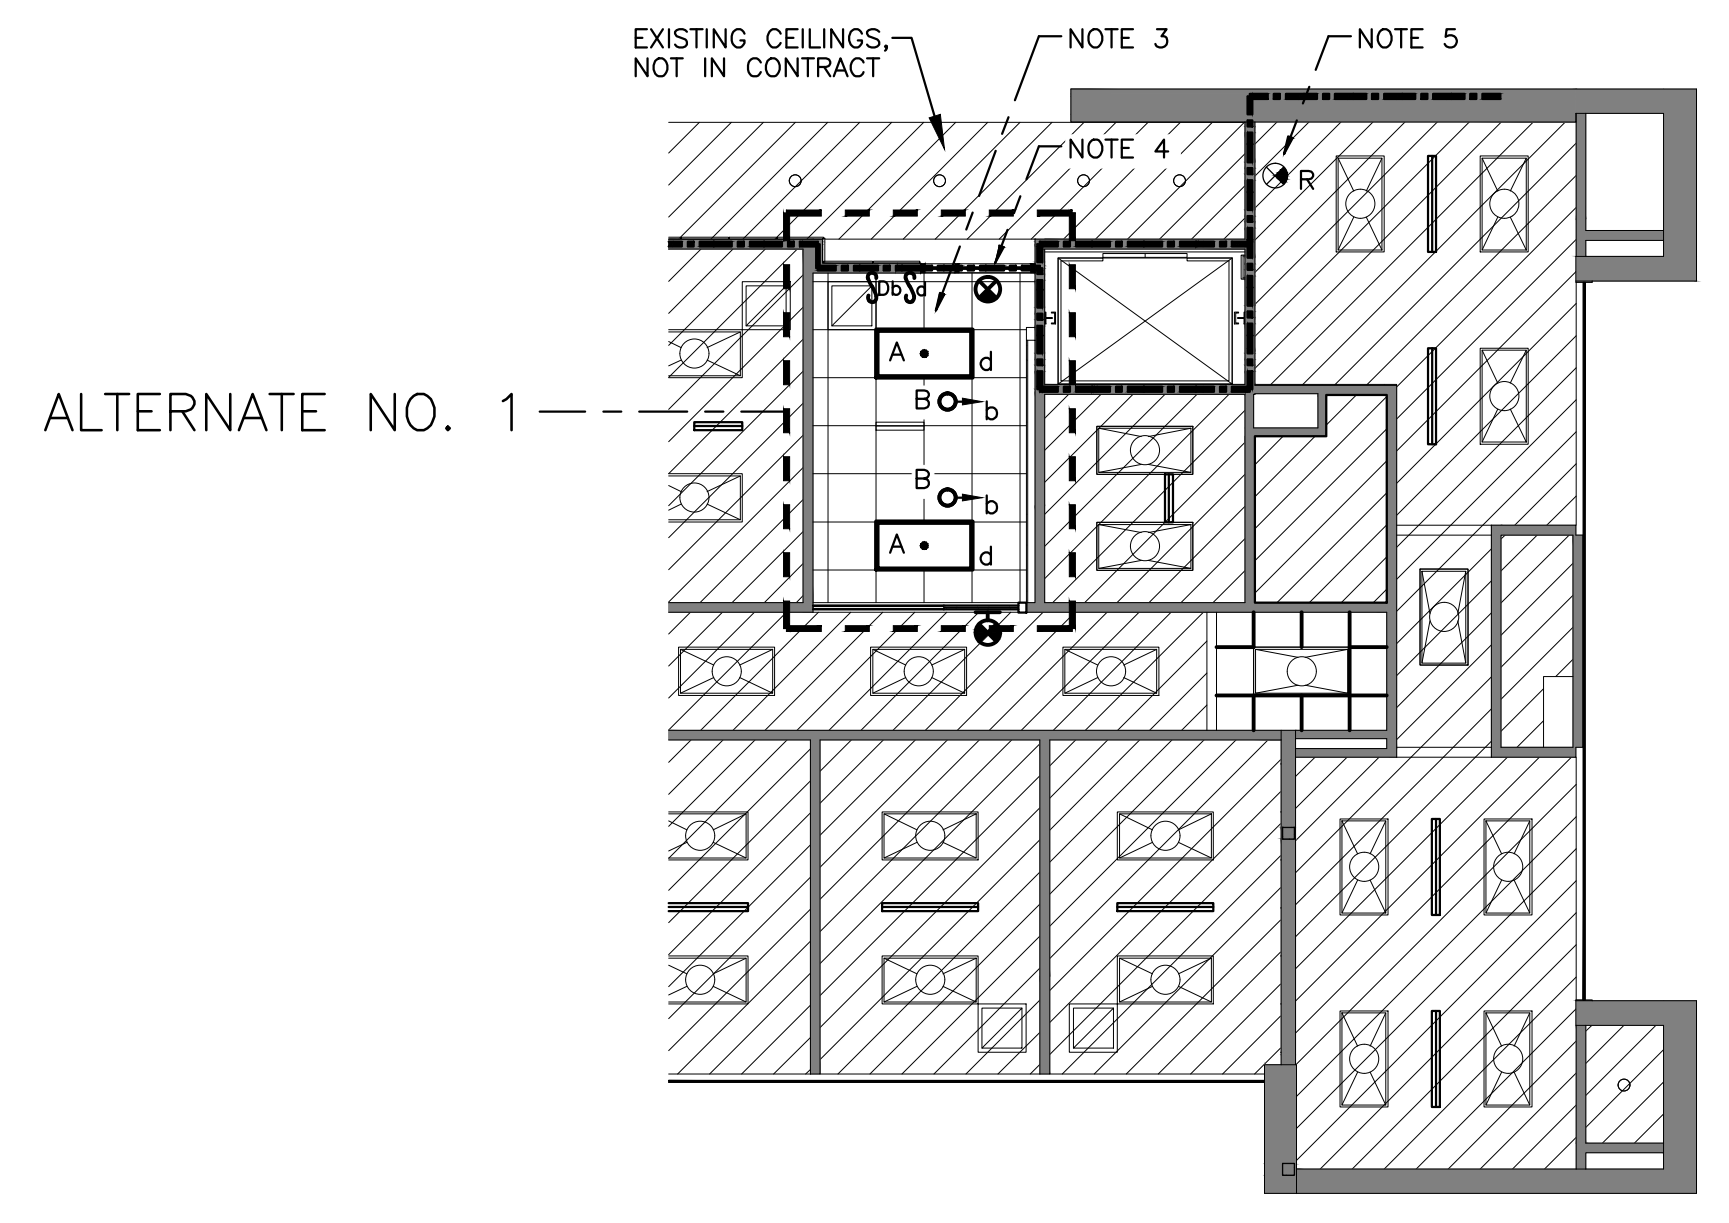 EXISTING CEILINGS,
NOT IN CONTRACT
NOTE 3
NOTE 5
NOTE 4
R
Db d
A d
ALTERNATE NO. 1
B b
B b
A d